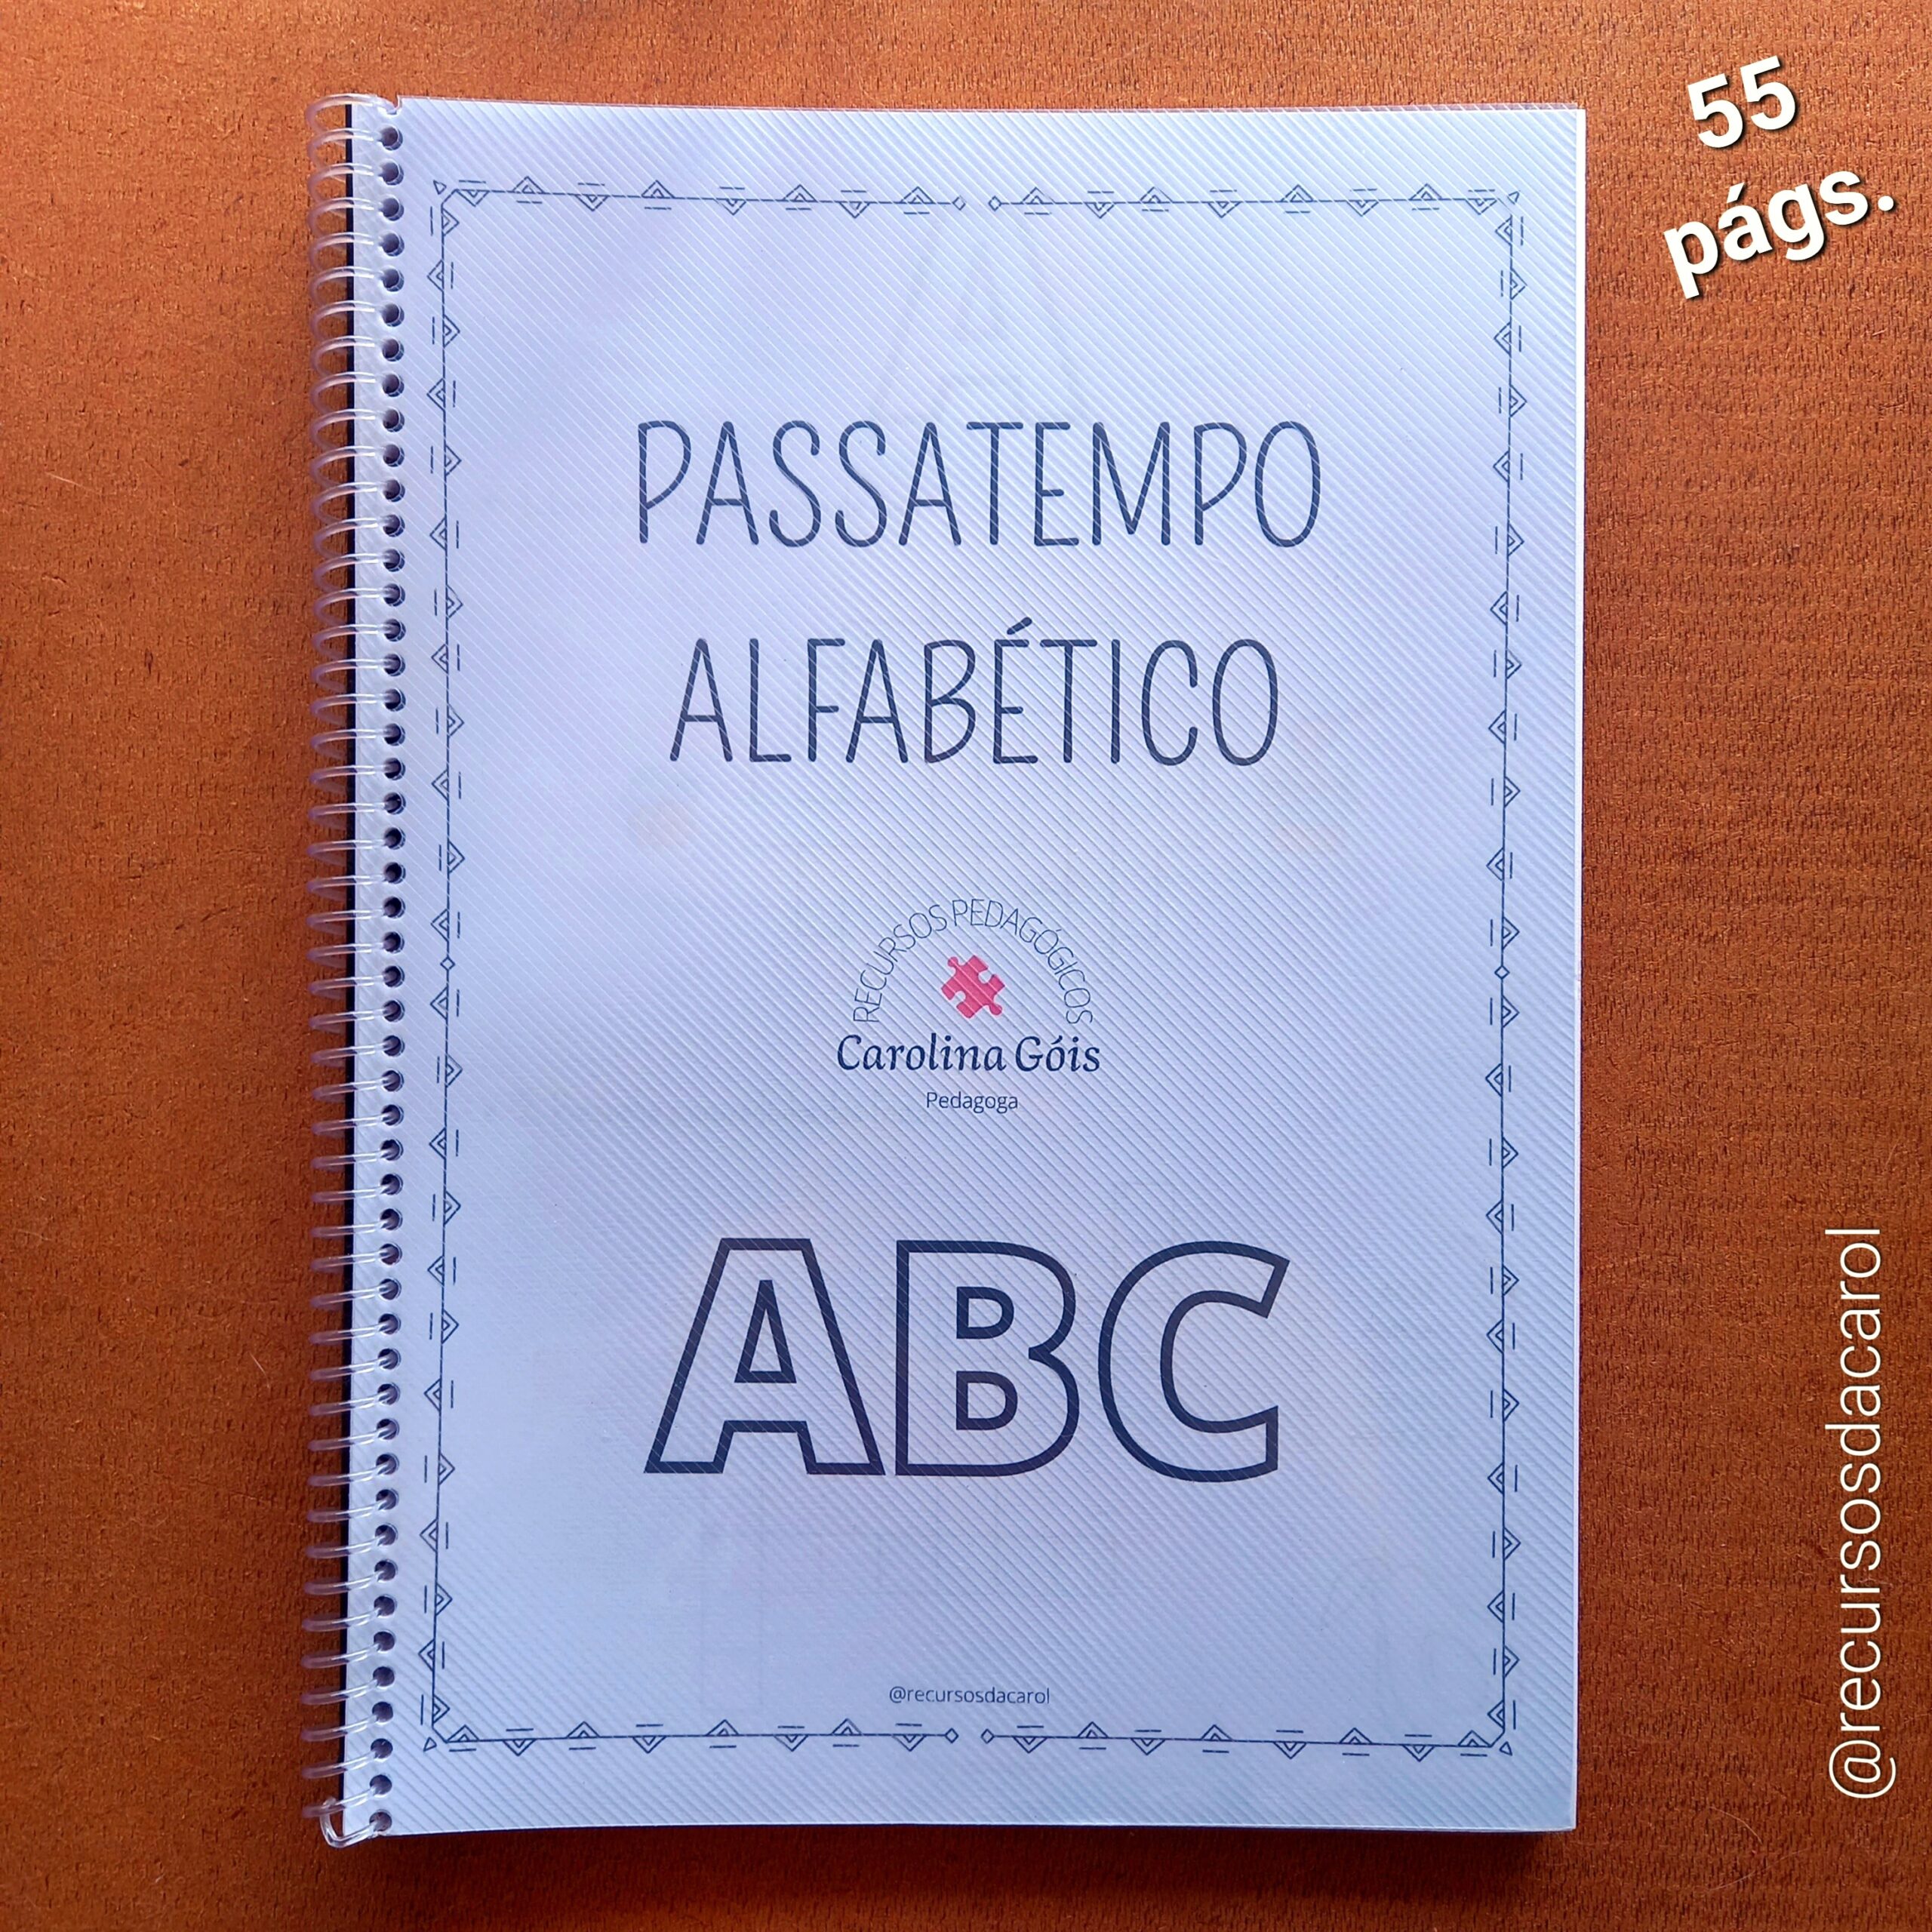 55
págs.
PASSATEMPO
ALFABÉTICO
RECURSOS PEDAGÓGICOS
Carolina Góis
Pedagoga
ABC
@recursosdacarol
@recursosdacarol